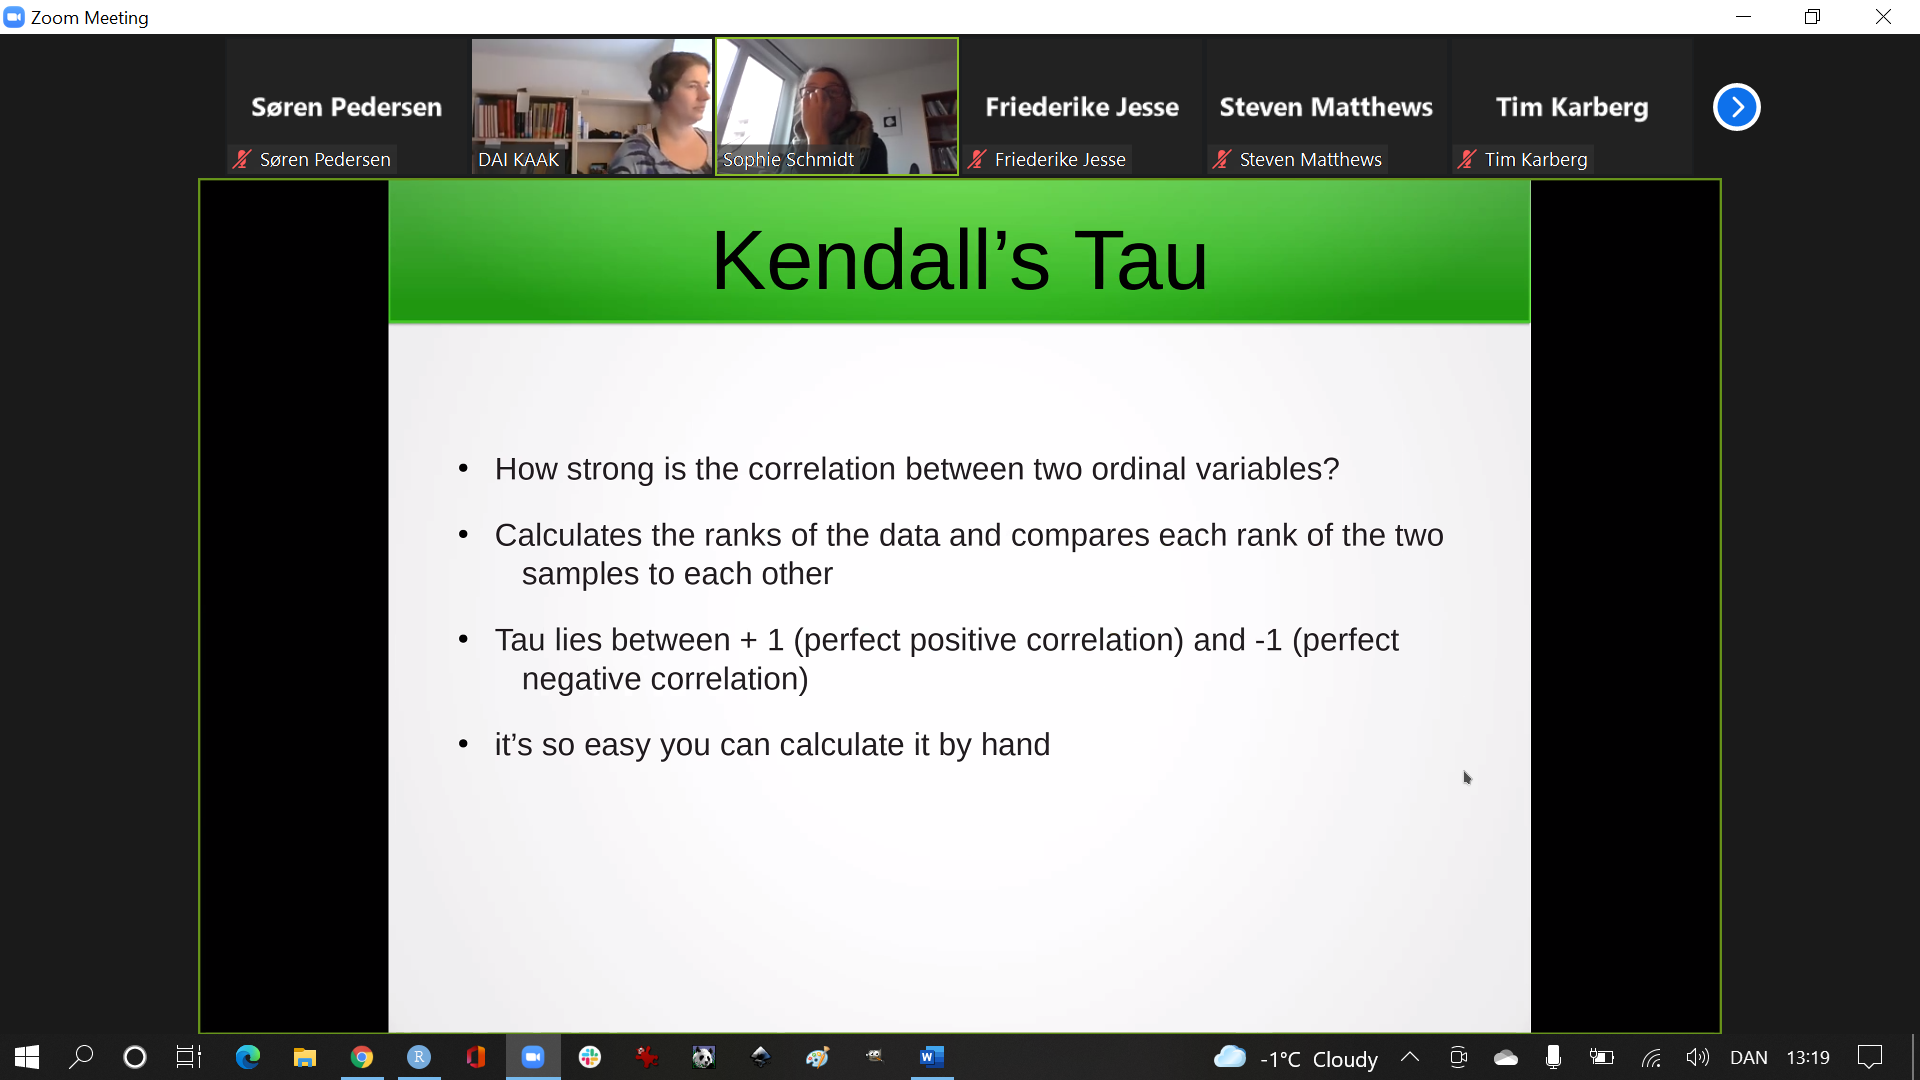 Zoom Meeting
Søren Pedersen
Friederike Jesse
Steven Matthews
Tim Karberg
Søren Pedersen
DAI KAAK
Sophie Schmidt
Friederike Jesse
Steven Matthews
Tim Karberg
Kendall’s Tau
• How strong is the correlation between two ordinal variables?
• Calculates the ranks of the data and compares each rank of the two
samples to each other
• Tau lies between + 1 (perfect positive correlation) and -1 (perfect
negative correlation)
• it’s so easy you can calculate it by hand
R
W
-1°C Cloudy
DAN
13:19